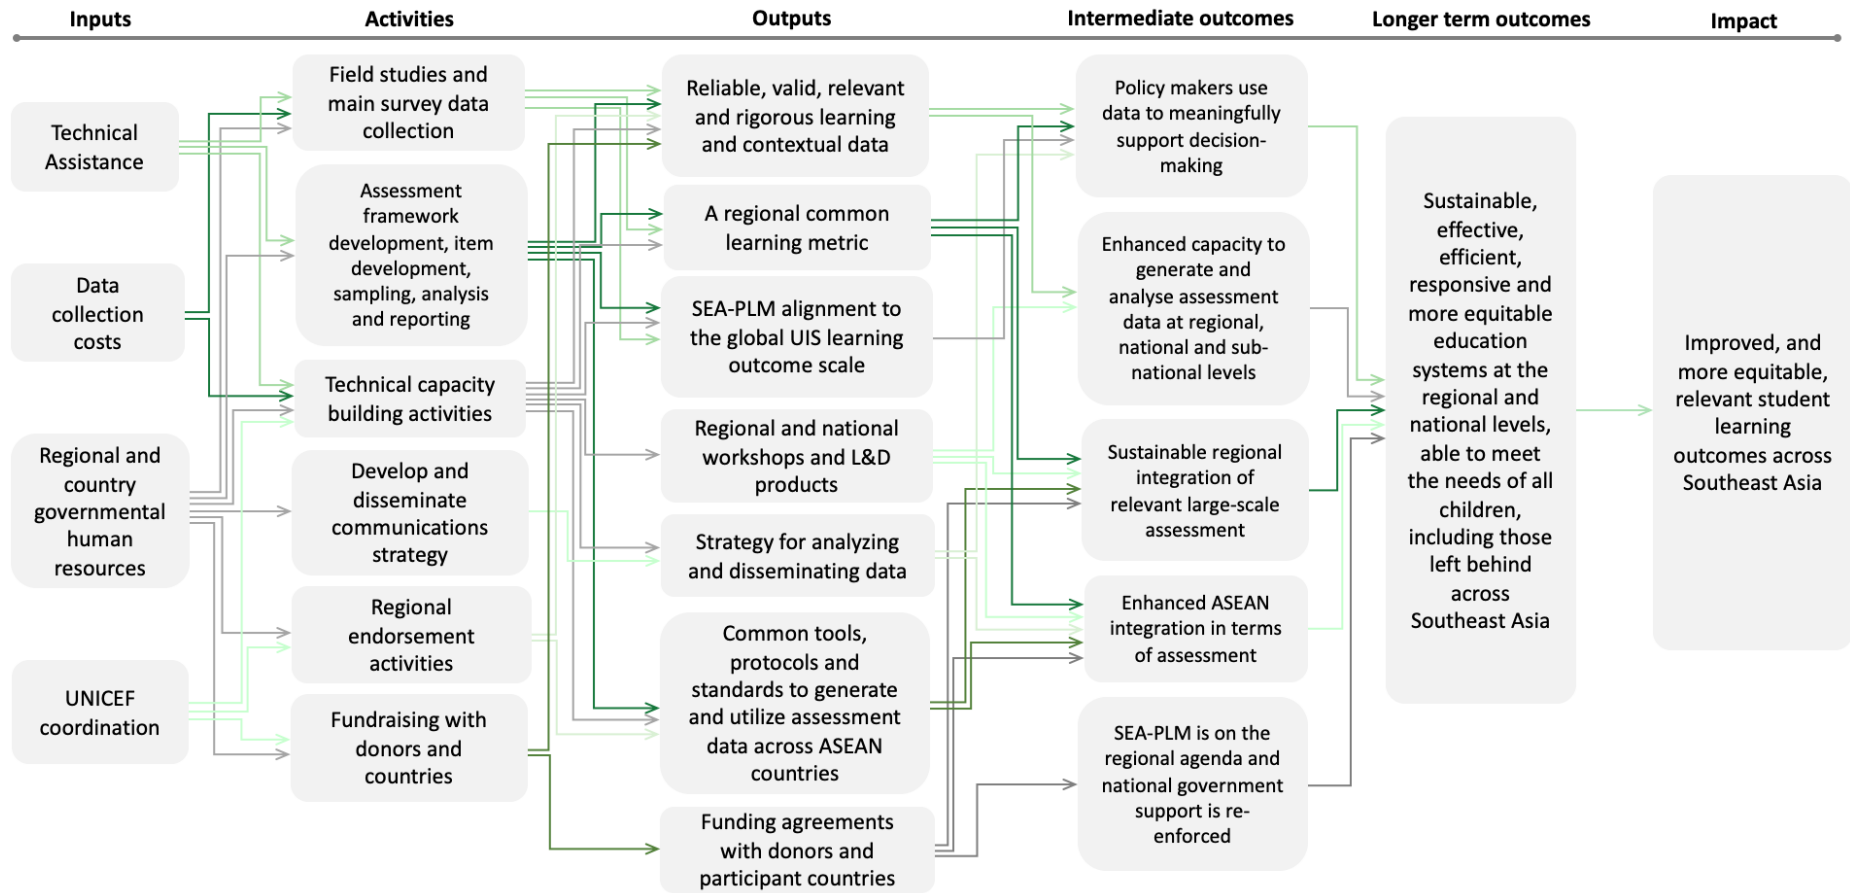 Inputs
Activities
Outputs
Intermediate outcomes
Longer term outcomes
Impact
Technical
Assistance
Data
collection
costs
Regional and
country
governmental
human
resources
UNICEF
coordination
Field studies and
main survey data
collection
Assessment
framework
development, item
development,
sampling, analysis
and reporting
Technical capacity
building activities
Develop and
disseminate
communications
strategy
Regional
endorsement
activities
Fundraising with
donors and
countries
Reliable, valid, relevant
and rigorous learning
and contextual data
A regional common
learning metric
SEA-PLM alignment to
the global UIS learning
outcome scale
Regional and national
workshops and L&D
products
Strategy for analyzing
and disseminating data
Common tools,
protocols and
standards to generate
and utilize assessment
data across ASEAN
countries
Funding agreements
with donors and
participant countries
Policy makers use
data to meaningfully
support decision-
making
Enhanced capacity to
generate and
analyse assessment
data at regional,
national and sub-
national levels
Sustainable regional
integration of
relevant large-scale
assessment
Enhanced ASEAN
integration in terms
of assessment
SEA-PLM is on the
regional agenda and
national government
support is re-
enforced
Sustainable,
effective,
efficient,
responsive and
more equitable
education
systems at the
regional and
national levels,
able to meet
the needs of all
children,
including those
left behind
across
Southeast Asia
Improved, and
more equitable,
relevant student
learning
outcomes across
Southeast Asia